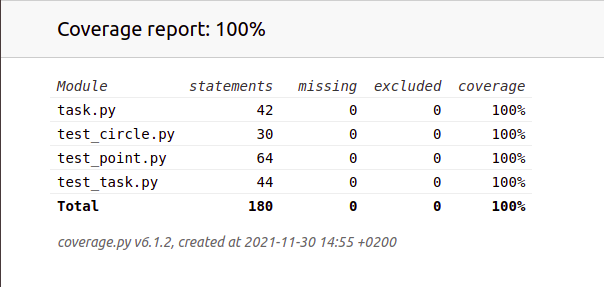 Coverage report: 100%
Module statements missing excluded coverage
task.py 42 0 0 100%
test_circle.py 30 0 0 100%
test_point.py 64 0 0 100%
test_task.py 44 0 0 100%
Total 180 0 0 100%
coverage.py v6.1.2, created at 2021-11-30 14:55 +0200